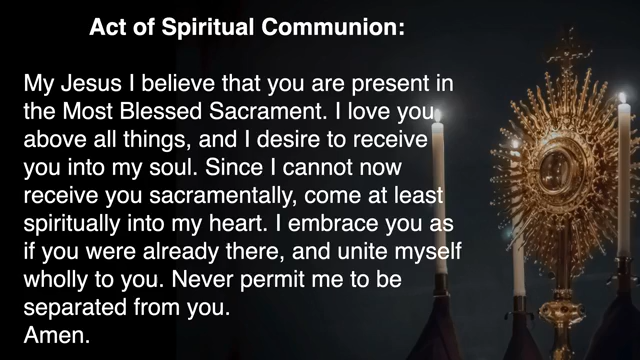 Act of Spiritual Communion:
My Jesus I believe that you are present in
the Most Blessed Sacrament. I love you
above all things, and I desire to receive
you into my soul. Since I cannot now
receive you sacramentally, come at least
spiritually into my heart. I embrace you as
if you were already there, and unite myself
wholly to you. Never permit me to be
separated from you.
Amen.